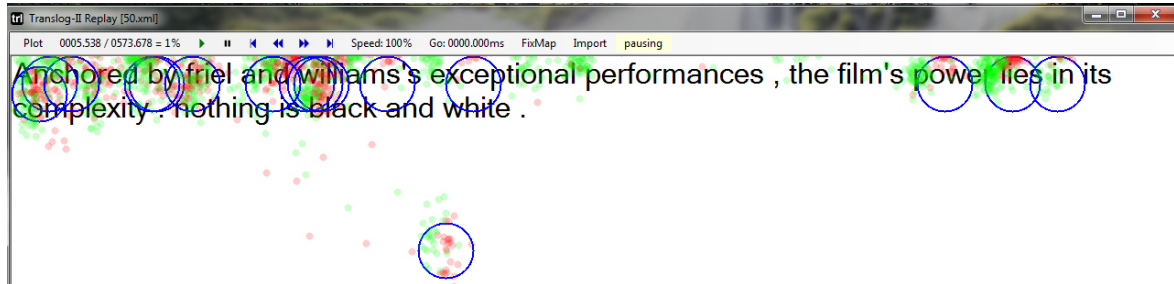 trl Translog-II Replay [50.xml]
Plot 0005.538 / 0573.678 = 1% Speed: 100% Go: 0000.000ms FixMap Import pausing
Anchored by friel and williams's exceptional performances , the film's power lies in its
complexity . nothing is black and white .